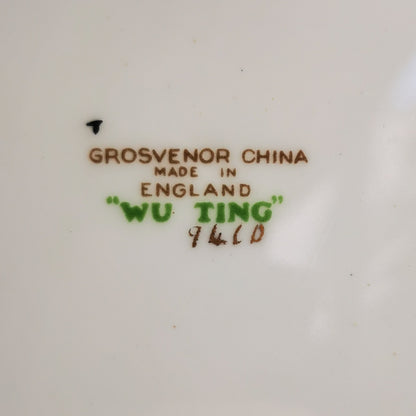 GROSVENOR CHINA
MADE IN
ENGLAND
"WU TING"